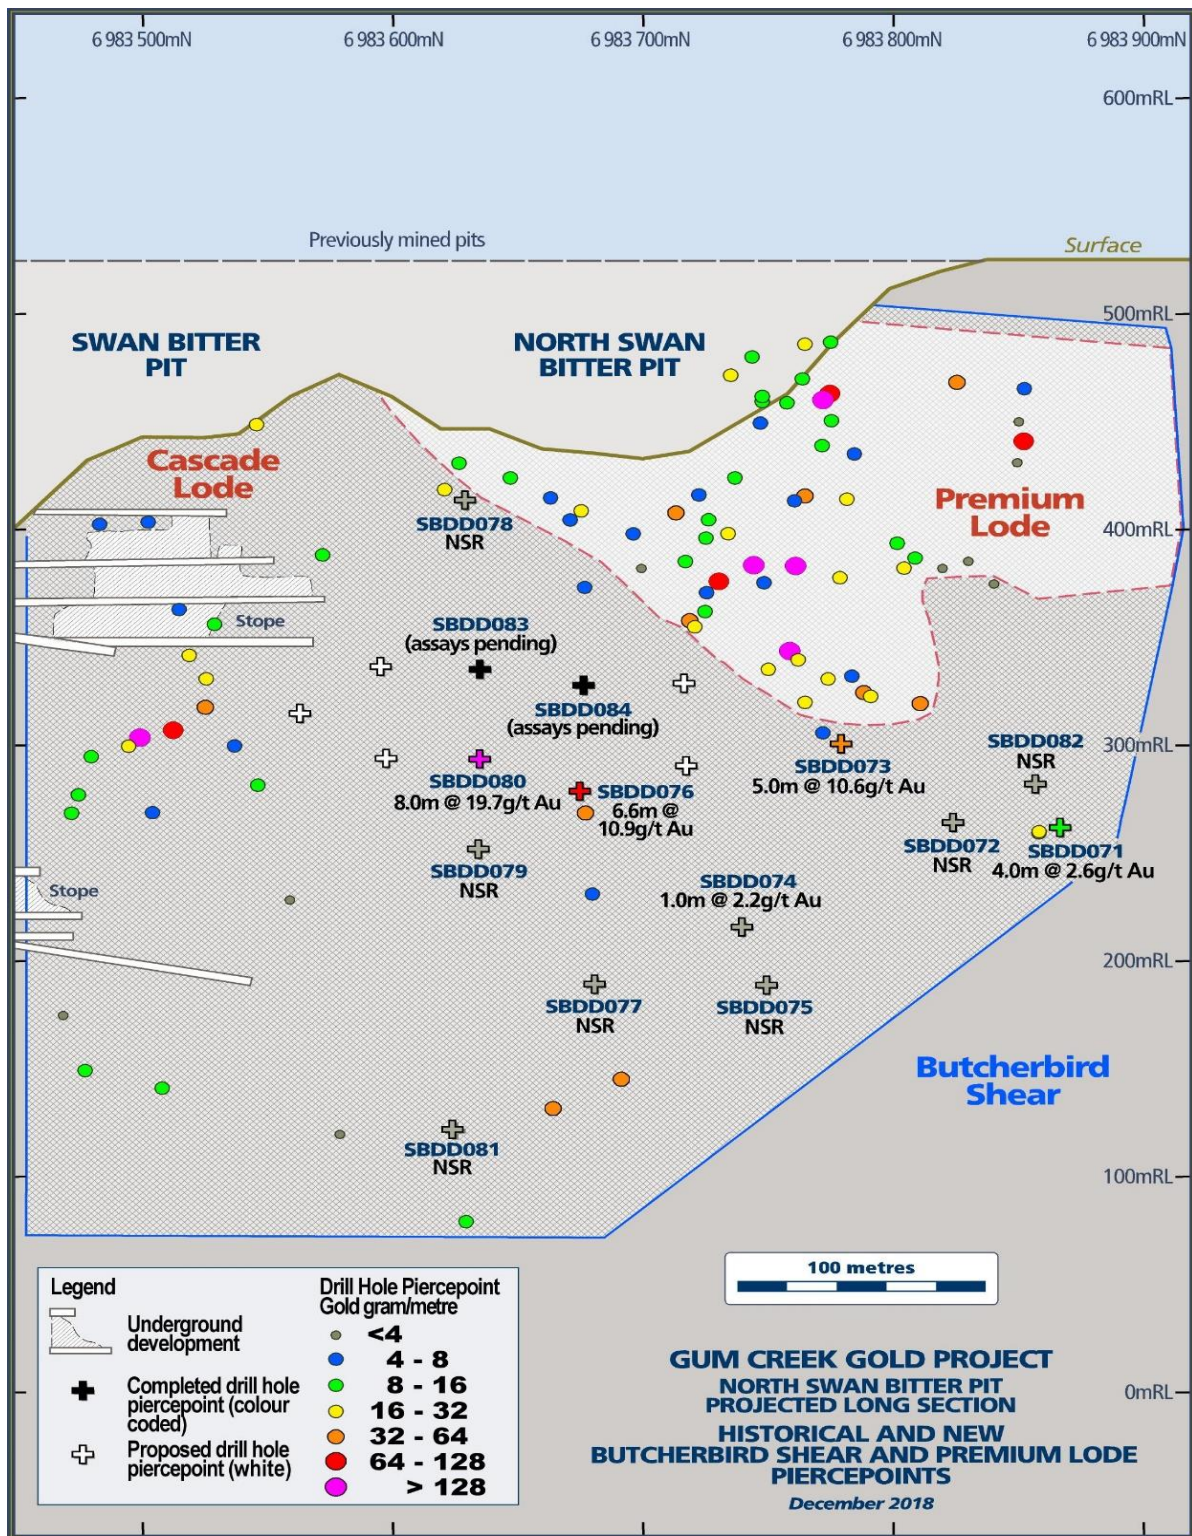 6 983 500mN
6 983 600mN
6 983 700mN
6 983 800mN
6 983 900mN
600mRL
Previously mined pits
Surface
500mRL
SWAN BITTER
PIT
NORTH SWAN
BITTER PIT
Cascade
Lode
Premium
Lode
SBDD078
NSR
400mRL
Stope
SBDD083
(assays pending)
SBDD084
(assays pending)
300mRL
SBDD082
NSR
SBDD073
5.0m @ 10.6g/t Au
SBDD080
8.0m @ 19.7g/t Au
SBDD076
6.6m @
10.9g/t Au
SBDD072
NSR
SBDD071
4.0m @ 2.6g/t Au
SBDD079
NSR
SBDD074
1.0m @ 2.2g/t Au
Stope
200mRL
SBDD077
NSR
SBDD075
NSR
Butcherbird
Shear
SBDD081
NSR
100mRL
100 metres
Legend
Underground
development
Completed drill hole
piercepoint (colour
coded)
Proposed drill hole
piercepoint (white)
Drill Hole Piercepoint
Gold gram/metre
<4
4 - 8
8 - 16
16 - 32
32 - 64
64 - 128
> 128
0mRL
GUM CREEK GOLD PROJECT
NORTH SWAN BITTER PIT
PROJECTED LONG SECTION
HISTORICAL AND NEW
BUTCHERBIRD SHEAR AND PREMIUM LODE
PIERCEPOINTS
December 2018